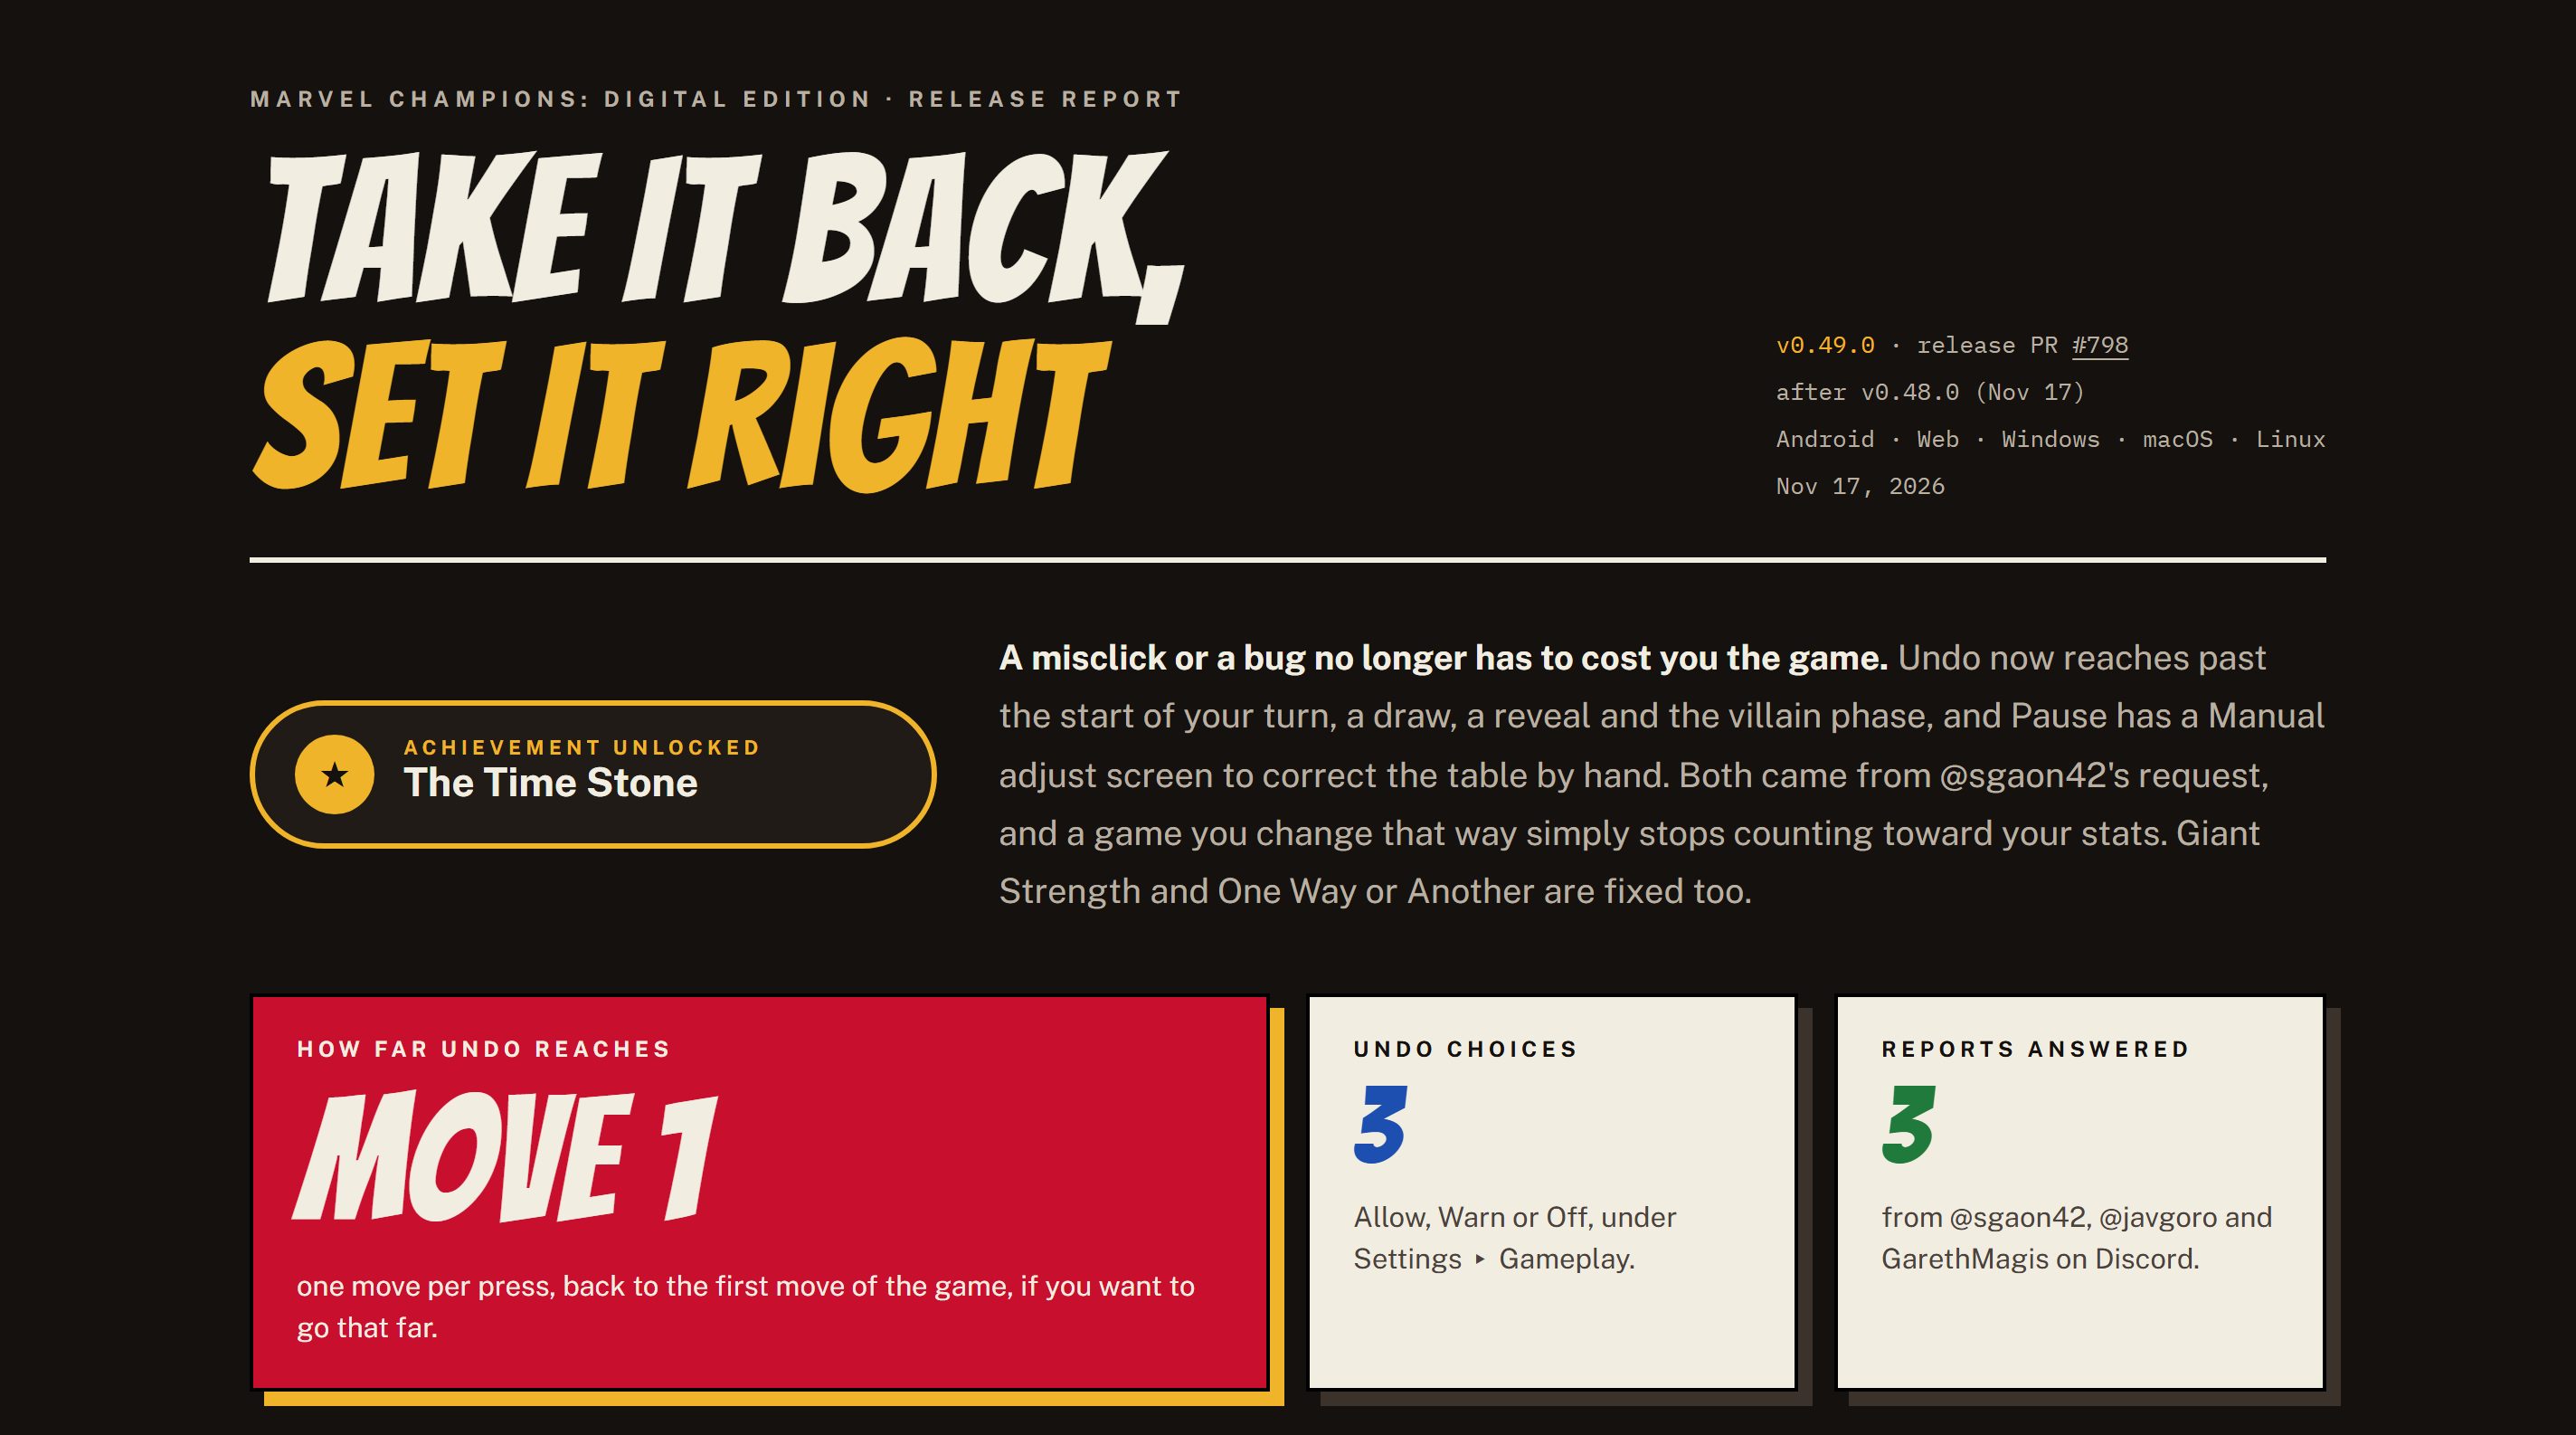 MARVEL CHAMPIONS: DIGITAL EDITION · RELEASE REPORT
TAKE IT BACK,
SET IT RIGHT
v0.49.0 · release PR #798
after v0.48.0 (Nov 17)
Android · Web · Windows · macOS · Linux
Nov 17, 2026
ACHIEVEMENT UNLOCKED
The Time Stone
A misclick or a bug no longer has to cost you the game. Undo now reaches past
the start of your turn, a draw, a reveal and the villain phase, and Pause has a Manual
adjust screen to correct the table by hand. Both came from @sgaon42's request,
and a game you change that way simply stops counting toward your stats. Giant
Strength and One Way or Another are fixed too.
HOW FAR UNDO REACHES
MOVE 1
one move per press, back to the first move of the game, if you want to
go that far.
UNDO CHOICES
3
Allow, Warn or Off, under
Settings ‣ Gameplay.
REPORTS ANSWERED
3
from @sgaon42, @javgoro and
GarethMagis on Discord.